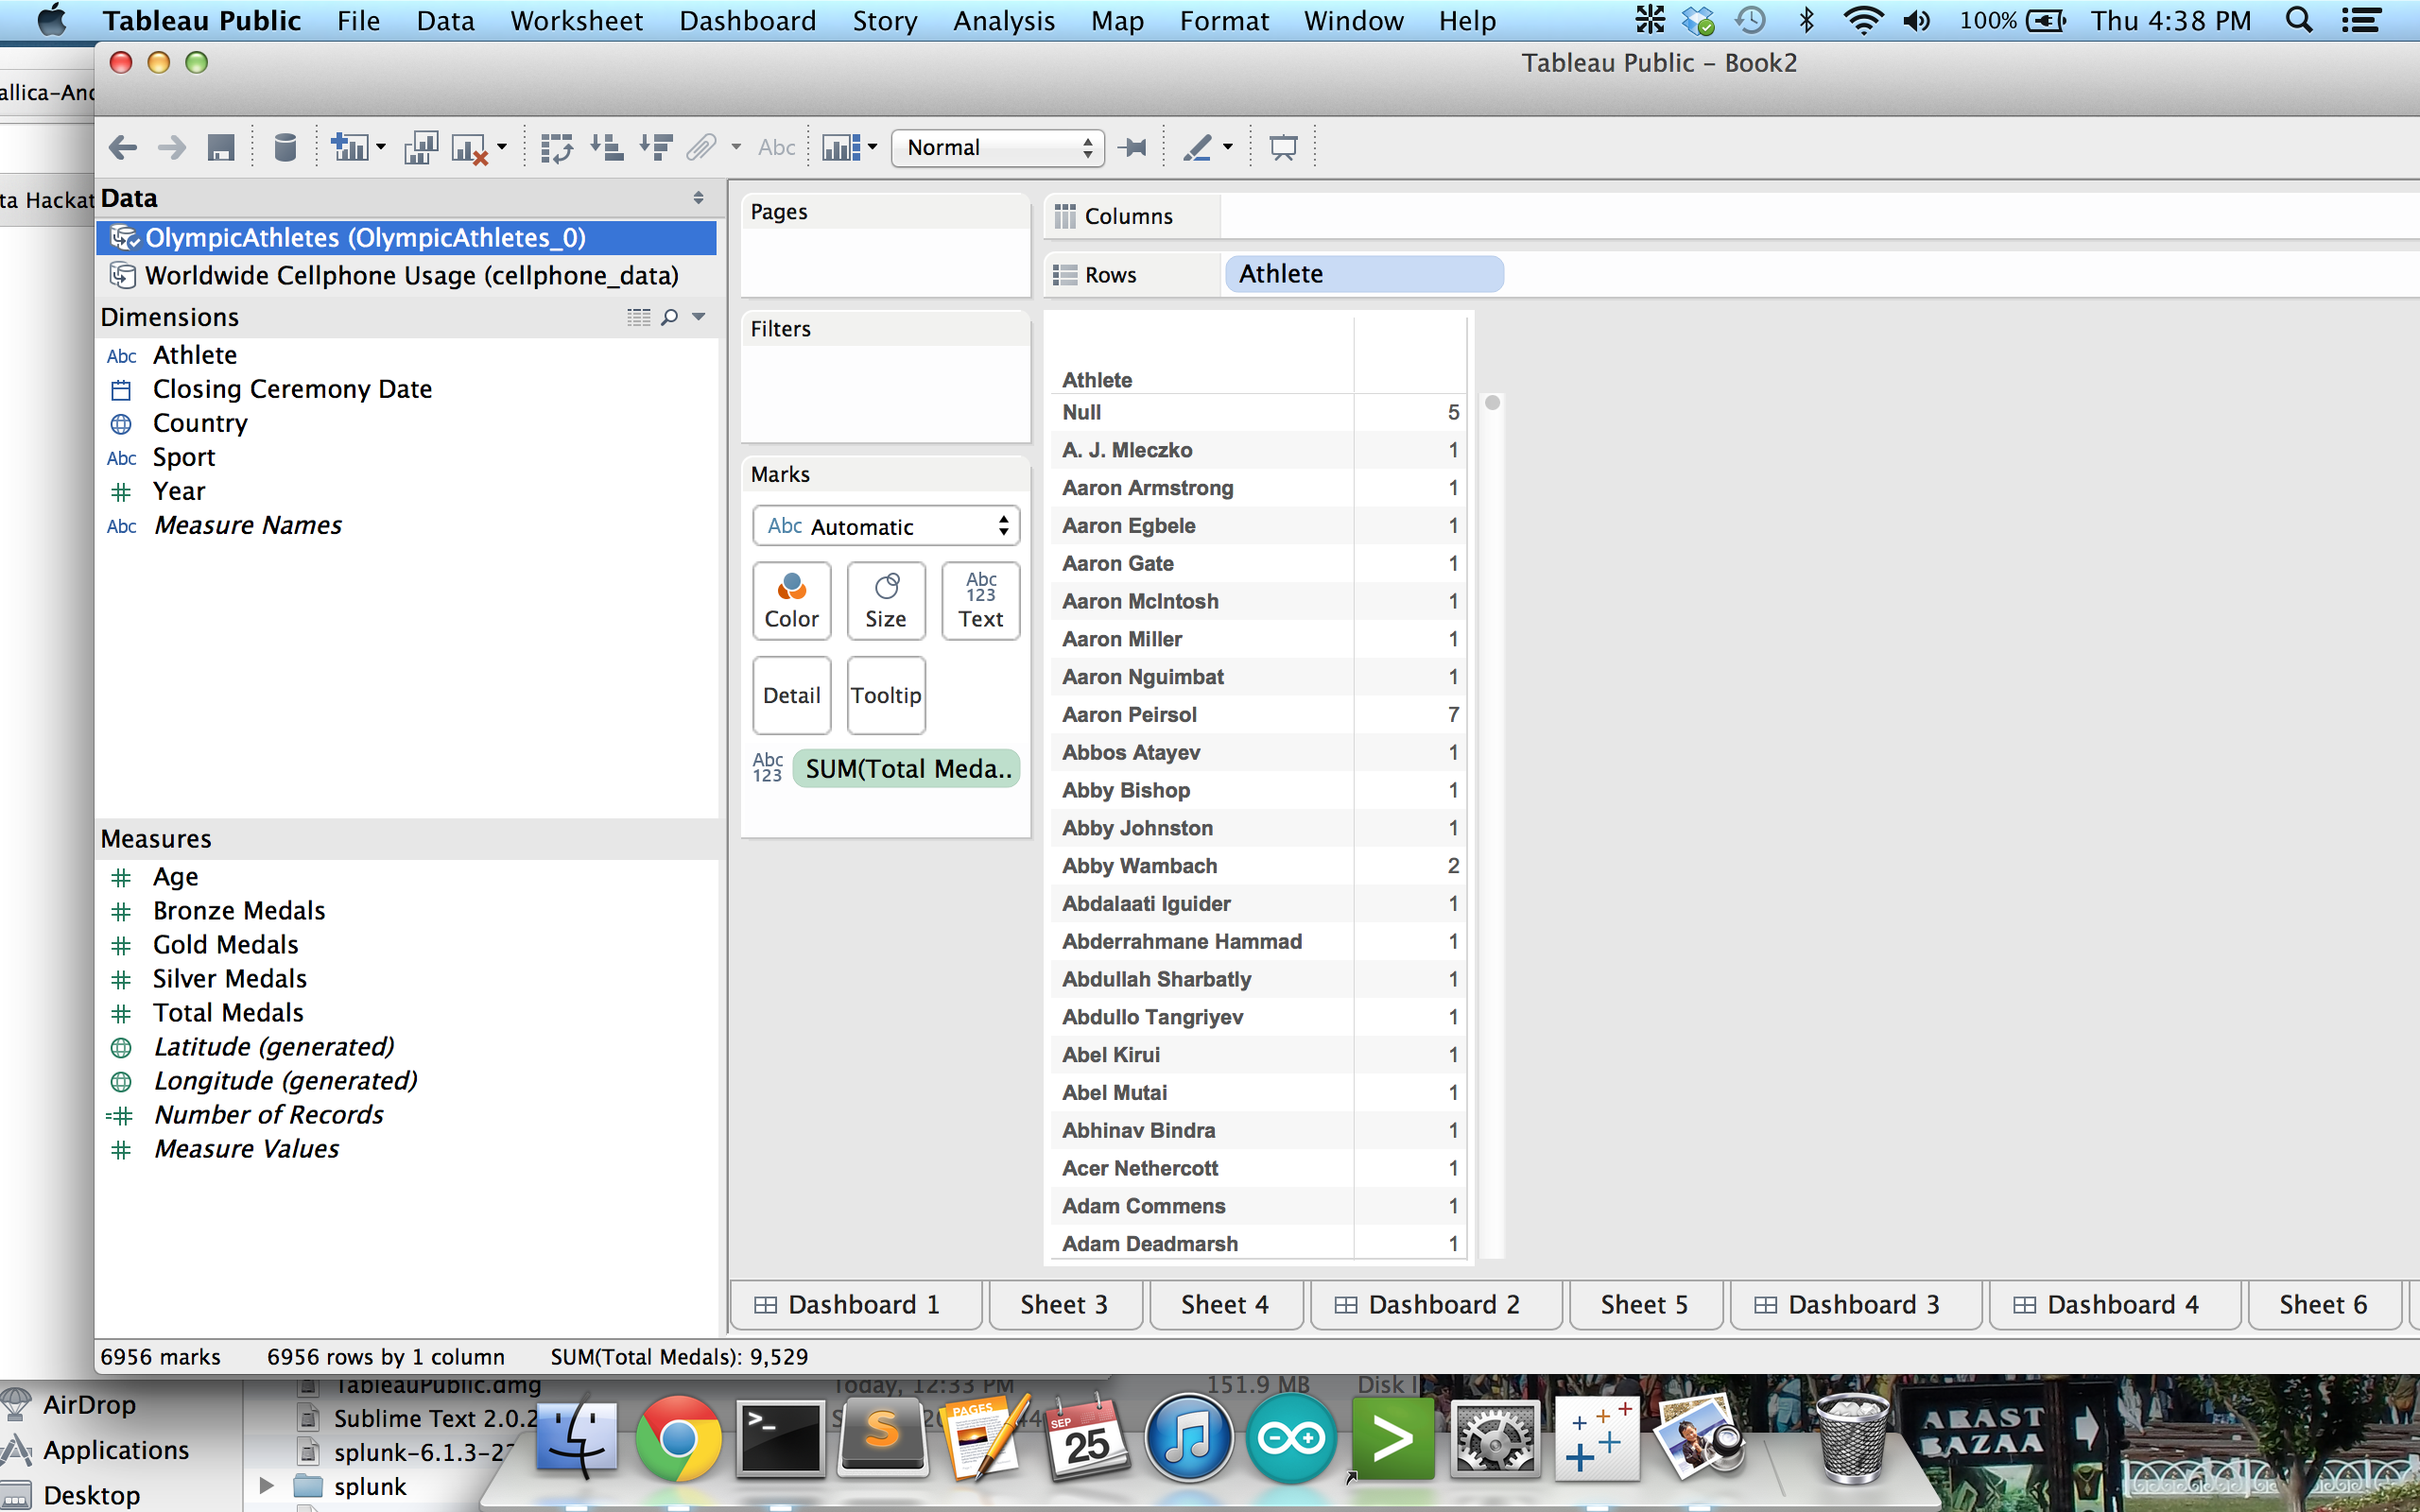 Tableau Public File Data Worksheet Dashboard Story Analysis Map Format Window Help 100% Thu 4:38 PM
Tableau Public – Book2
allica-And
ta Hackat
Abc Normal
Data
OlympicAthletes (OlympicAthletes_0)
Worldwide Cellphone Usage (cellphone_data)
Dimensions
Abc Athlete
Closing Ceremony Date
Country
Abc Sport
Year
Abc Measure Names
Measures
Age
Bronze Medals
Gold Medals
Silver Medals
Total Medals
Latitude (generated)
Longitude (generated)
Number of Records
Measure Values
Pages
Filters
Marks
Abc Automatic
Color
Size
Abc
123
Text
Detail
Tooltip
Abc
123
SUM(Total Meda..
Columns
Rows Athlete
Athlete
Null 5
A. J. Mleczko 1
Aaron Armstrong 1
Aaron Egbele 1
Aaron Gate 1
Aaron McIntosh 1
Aaron Miller 1
Aaron Nguimbat 1
Aaron Peirsol 7
Abbos Atayev 1
Abby Bishop 1
Abby Johnston 1
Abby Wambach 2
Abdalaati Iguider 1
Abderrahmane Hammad 1
Abdullah Sharbatly 1
Abdullo Tangriyev 1
Abel Kirui 1
Abel Mutai 1
Abhinav Bindra 1
Acer Nethercott 1
Adam Commens 1
Adam Deadmarsh 1
Dashboard 1 Sheet 3 Sheet 4 Dashboard 2 Sheet 5 Dashboard 3 Dashboard 4 Sheet 6
6956 marks 6956 rows by 1 column SUM(Total Medals): 9,529
TableauPublic.dmg Today, 12:33 PM 151.9 MB Disk I
AirDrop
Sublime Text 2.0.2
Applications
splunk-6.1.3-22
Desktop
splunk
PAGES
SEP
25
ARAST
BAZAA